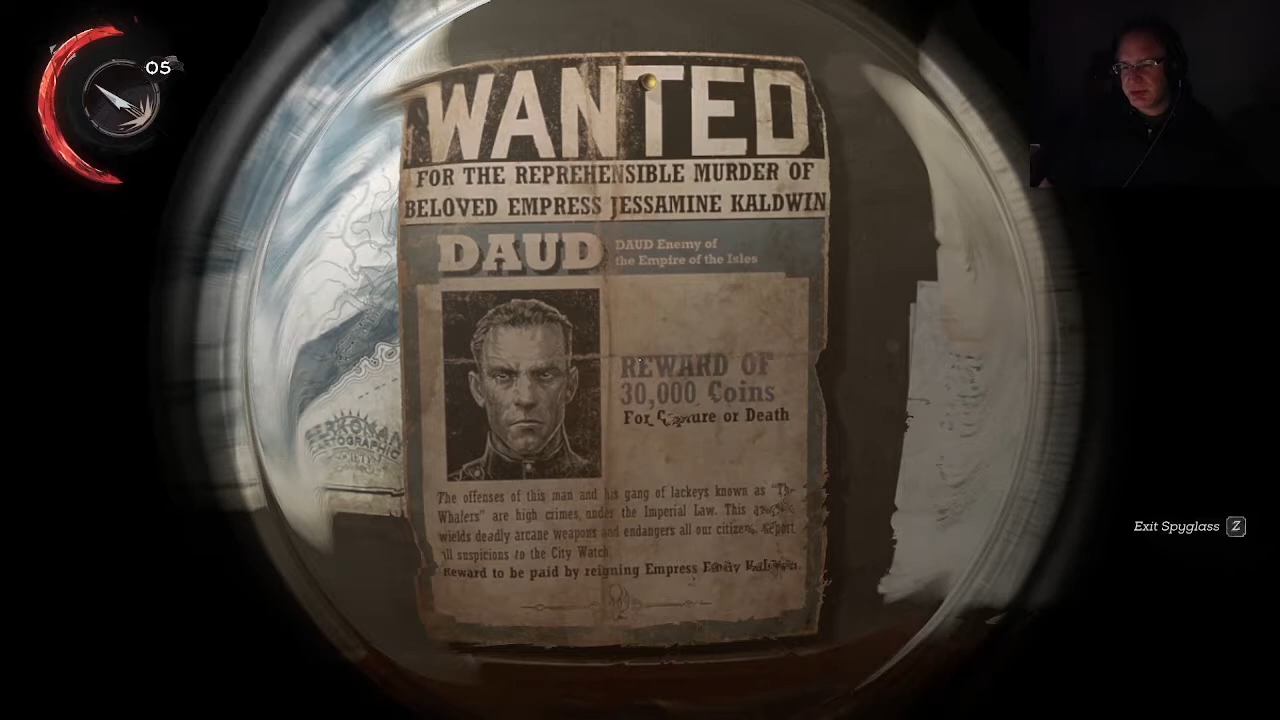 05
WANTED
FOR THE REPREHENSIBLE MURDER OF
BELOVED EMPRESS JESSAMINE KALDWIN
DAUD
DAUD Enemy of
the Empire of the Isles
REWARD OF
30,000 Coins
For or Death
The offenses of this man and his gang of lackeys known as
Whalers" are high crimes under the Imperial Law. This
wields deadly arcane weapons and endangers all our citizens. Report
all suspicions to the City Watch
Reward to be paid by reigning Empress
Exit Spyglass Z